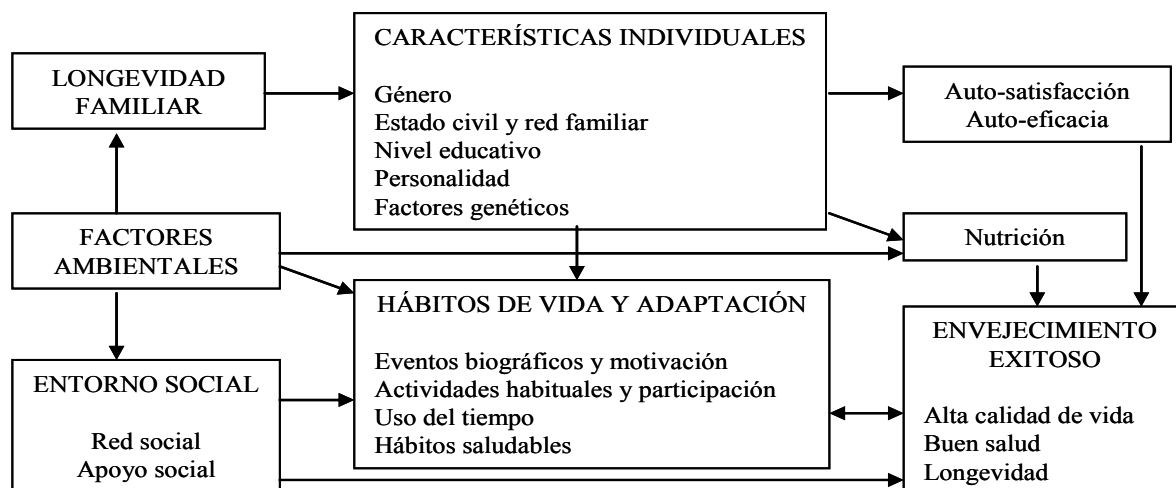 LONGEVIDAD
FAMILIAR
CARACTERÍSTICAS INDIVIDUALES
Género
Estado civil y red familiar
Nivel educativo
Personalidad
Factores genéticos
Auto-satisfacción
Auto-eficacia
FACTORES
AMBIENTALES
Nutrición
HÁBITOS DE VIDA Y ADAPTACIÓN
Eventos biográficos y motivación
Actividades habituales y participación
Uso del tiempo
Hábitos saludables
ENTORNO SOCIAL
Red social
Apoyo social
ENVEJECIMIENTO
EXITOSO
Alta calidad de vida
Buen salud
Longevidad